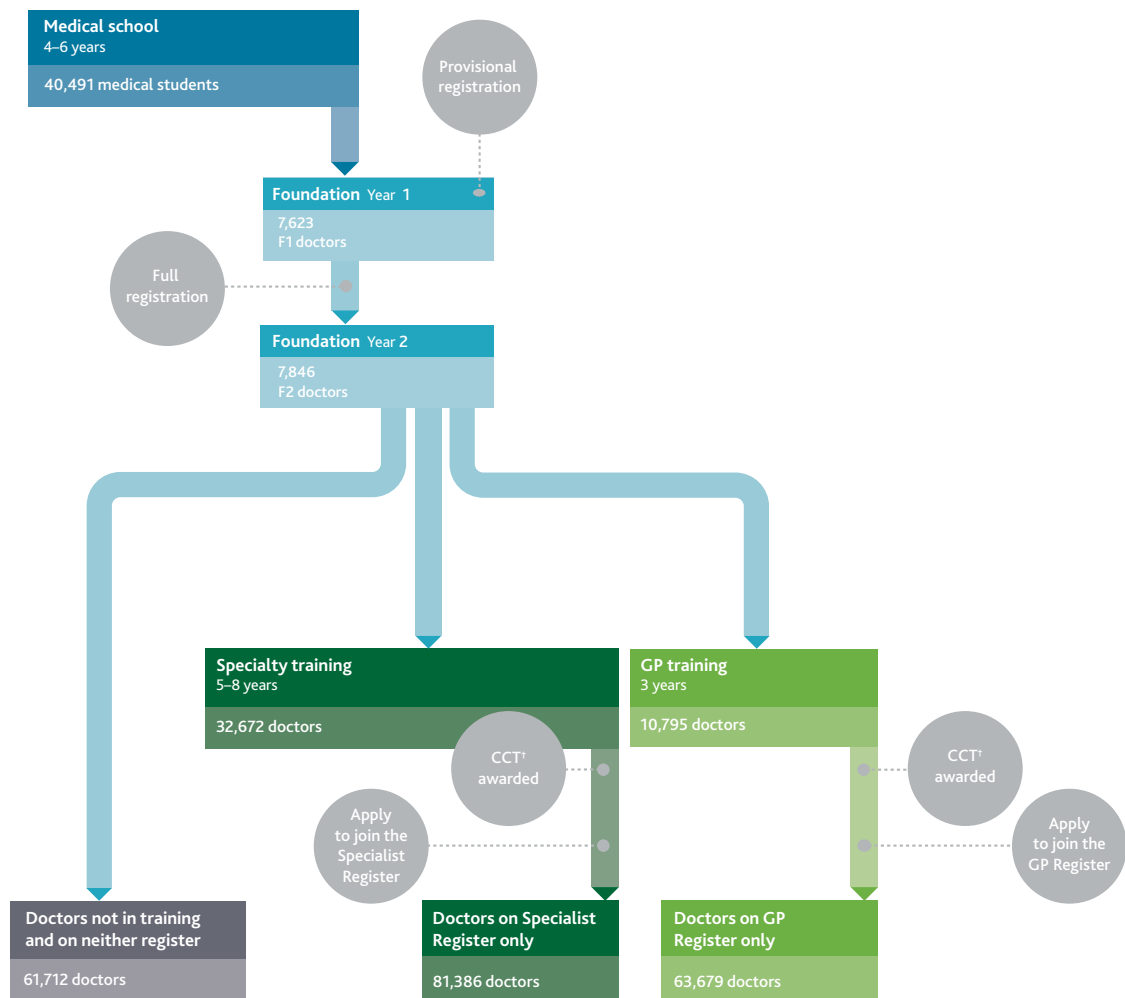 Medical school
4–6 years
40,491 medical students
Provisional
registration
Foundation Year 1
7,623
F1 doctors
Full
registration
Foundation Year 2
7,846
F2 doctors
Specialty training
5–8 years
32,672 doctors
GP training
3 years
10,795 doctors
CCT†
awarded
CCT†
awarded
Apply
to join the
Specialist
Register
Apply
to join the
GP Register
Doctors not in training
and on neither register
61,712 doctors
Doctors on Specialist
Register only
81,386 doctors
Doctors on GP
Register only
63,679 doctors